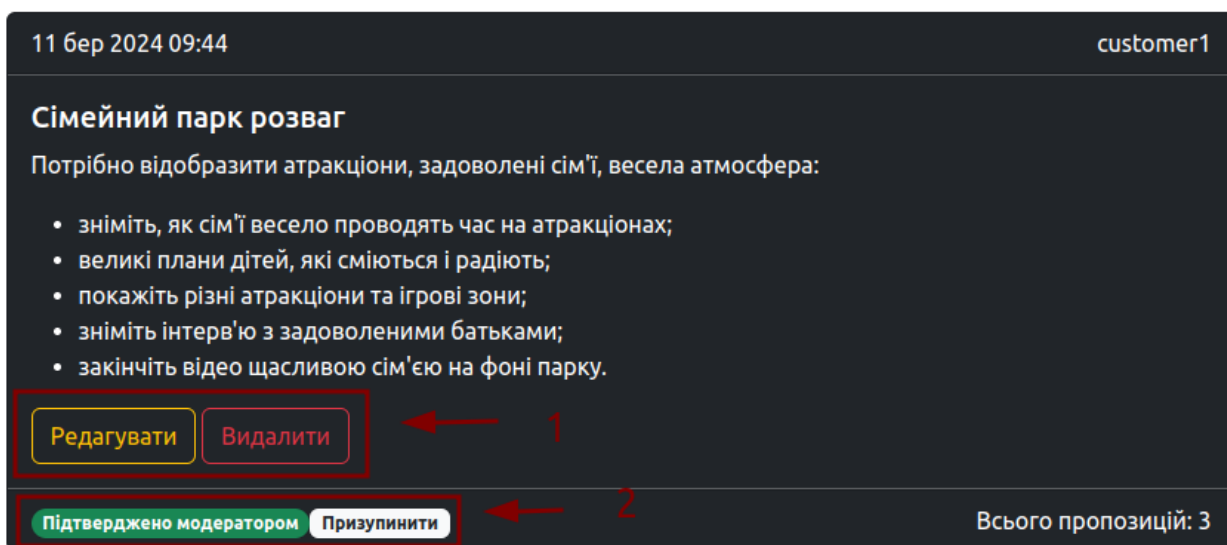 11 бер 2024 09:44 customer1
Сімейний парк розваг
Потрібно відобразити атракціони, задоволені сім'ї, весела атмосфера:
• зніміть, як сім'ї весело проводять час на атракціонах;
• великі плани дітей, які сміються і радіють;
• покажіть різні атракціони та ігрові зони;
• зніміть інтерв'ю з задоволеними батьками;
• закінчіть відео щасливою сім'єю на фоні парку.
Редагувати Видалити 1
Підтверджено модератором Призупинити 2 Всього пропозицій: 3